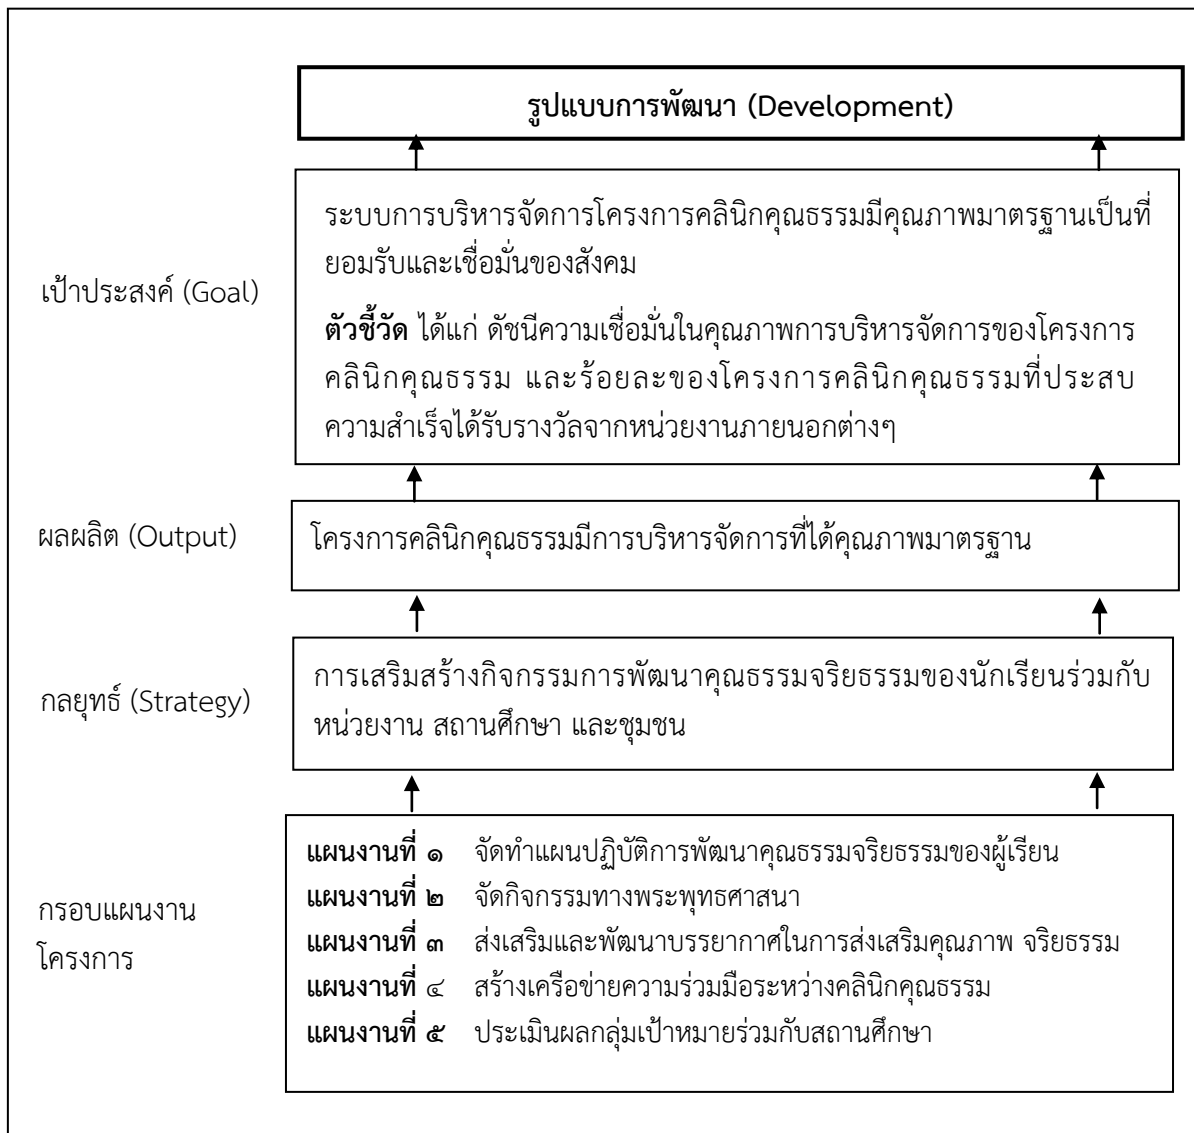 รูปแบบการพัฒนา (Development)
เป้าประสงค์ (Goal)
ระบบการบริหารจัดการโครงการคลินิกคุณธรรมมีคุณภาพมาตรฐานเป็นที่
ยอมรับและเชื่อมั่นของสังคม
ตัวชี้วัด ได้แก่ ดัชนีความเชื่อมั่นในคุณภาพการบริหารจัดการของโครงการ
คลินิกคุณธรรม และร้อยละของโครงการคลินิกคุณธรรมที่ประสบ
ความสำเร็จได้รับรางวัลจากหน่วยงานภายนอกต่างๆ
ผลผลิต (Output)
โครงการคลินิกคุณธรรมมีการบริหารจัดการที่ได้คุณภาพมาตรฐาน
กลยุทธ์ (Strategy)
การเสริมสร้างกิจกรรมการพัฒนาคุณธรรมจริยธรรมของนักเรียนร่วมกับ
หน่วยงาน สถานศึกษา และชุมชน
กรอบแผนงาน
โครงการ
แผนงานที่ ๑ จัดทำแผนปฏิบัติการพัฒนาคุณธรรมจริยธรรมของผู้เรียน
แผนงานที่ ๒ จัดกิจกรรมทางพระพุทธศาสนา
แผนงานที่ ๓ ส่งเสริมและพัฒนาบรรยากาศในการส่งเสริมคุณภาพ จริยธรรม
แผนงานที่ ๔ สร้างเครือข่ายความร่วมมือระหว่างคลินิกคุณธรรม
แผนงานที่ ๕ ประเมินผลกลุ่มเป้าหมายร่วมกับสถานศึกษา